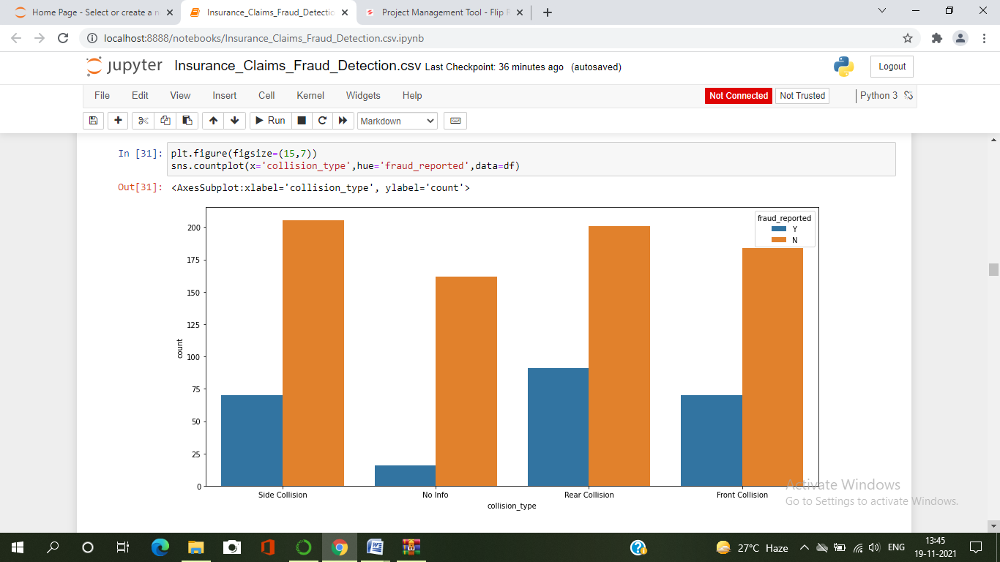 Home Page - Select or create a n
Insurance_Claims_Fraud_Detectio
Project Management Tool - Flip R
localhost:8888/notebooks/Insurance_Claims_Fraud_Detection.csv.ipynb
jupyter Insurance_Claims_Fraud_Detection.csv Last Checkpoint: 36 minutes ago (autosaved)
Logout
File Edit View Insert Cell Kernel Widgets Help
Not Connected Not Trusted Python 3
Run Markdown
In [31]: plt.figure(figsize=(15,7))
sns.countplot(x='collision_type',hue='fraud_reported',data=df)
Out[31]: <AxesSubplot:xlabel='collision_type', ylabel='count'>
fraud_reported
Y
N
200
175
150
125
100
75
50
25
0
count
Side Collision No Info Rear Collision Front Collision
collision_type
Activate Windows
Go to Settings to activate Windows.
27°C Haze ENG 13:45
19-11-2021